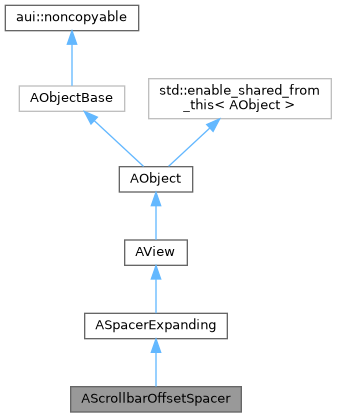 aui::noncopyable
AObjectBase
std::enable_shared_from
_this< AObject >
AObject
AView
ASpacerExpanding
AScrollbarOffsetSpacer